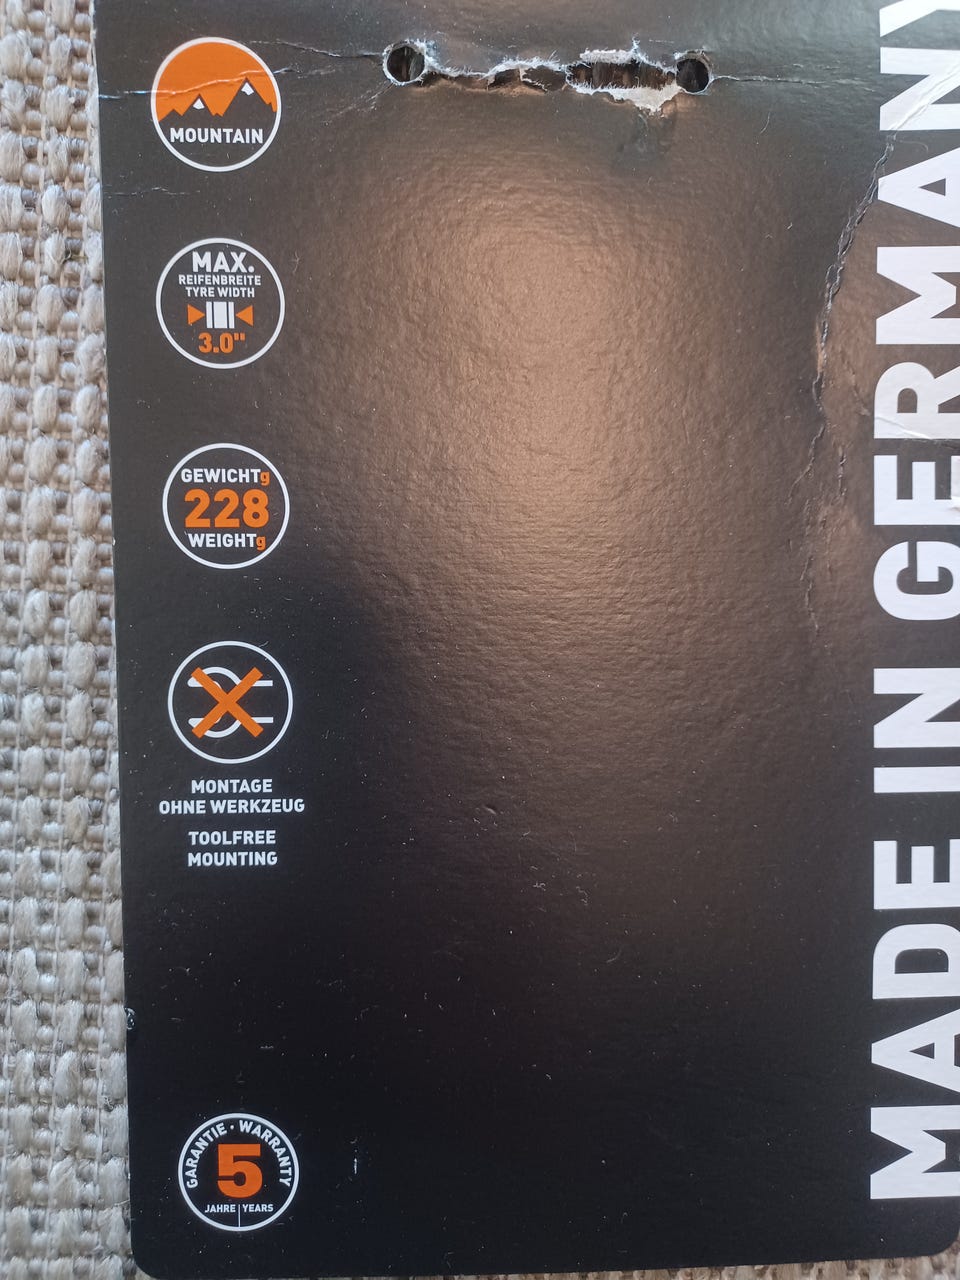 MOUNTAIN
MAX.
REIFENBREITE
TYRE WIDTH
3.0"
GEWICHTg
228
WEIGHTg
MONTAGE
OHNE WERKZEUG
TOOLFREE
MOUNTING
GARANTIE · WARRANTY
5
JAHRE | YEARS
MADE IN GERMANY